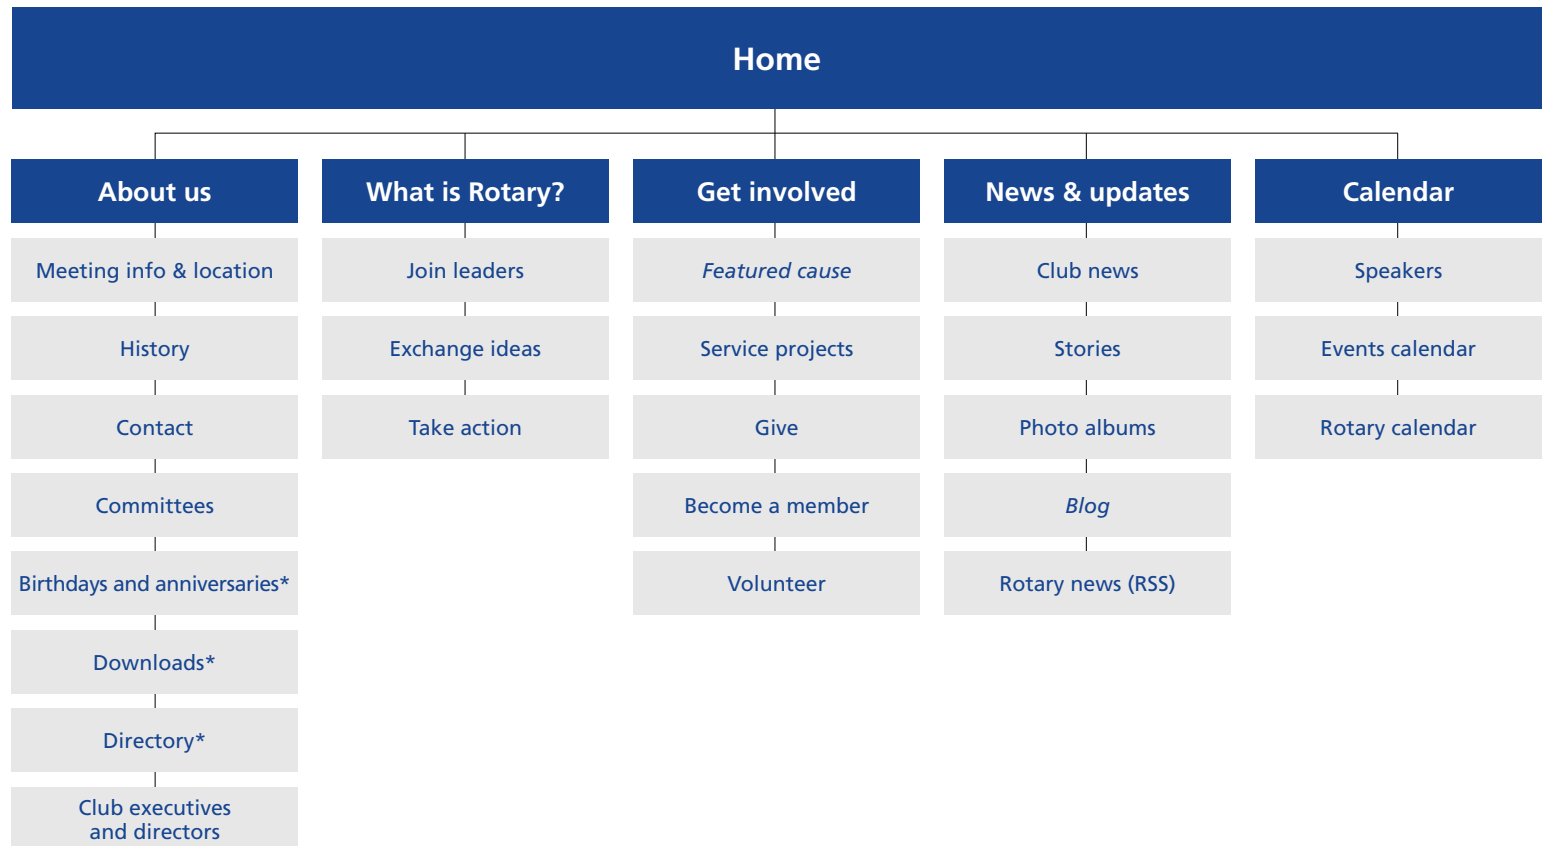 Home
About us
What is Rotary?
Get involved
News & updates
Calendar
Meeting info & location
Join leaders
Featured cause
Club news
Speakers
History
Exchange ideas
Service projects
Stories
Events calendar
Contact
Take action
Give
Photo albums
Rotary calendar
Committees
Become a member
Blog
Birthdays and anniversaries*
Volunteer
Rotary news (RSS)
Downloads*
Directory*
Club executives
and directors